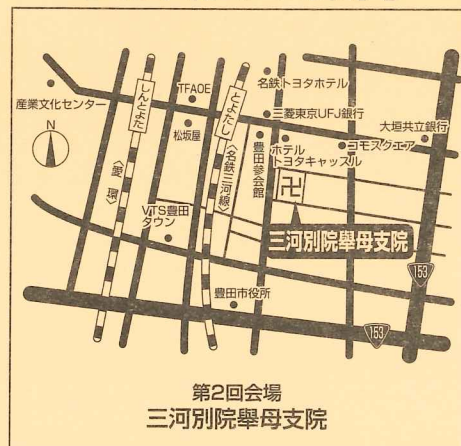 名鉄トヨタホテル
TFAOE
三菱東京UFJ銀行
産業文化センター
しんとよた
とよたし
大垣共立銀行
松坂屋
ホテル
トヨタキャッスル
コモスクエア
豊田参会館
N
〈愛環〉
〈名鉄三河線〉
卍
VTS豊田
タウン
三河別院擧母支院
153
豊田市役所
153
第2回会場
三河別院擧母支院